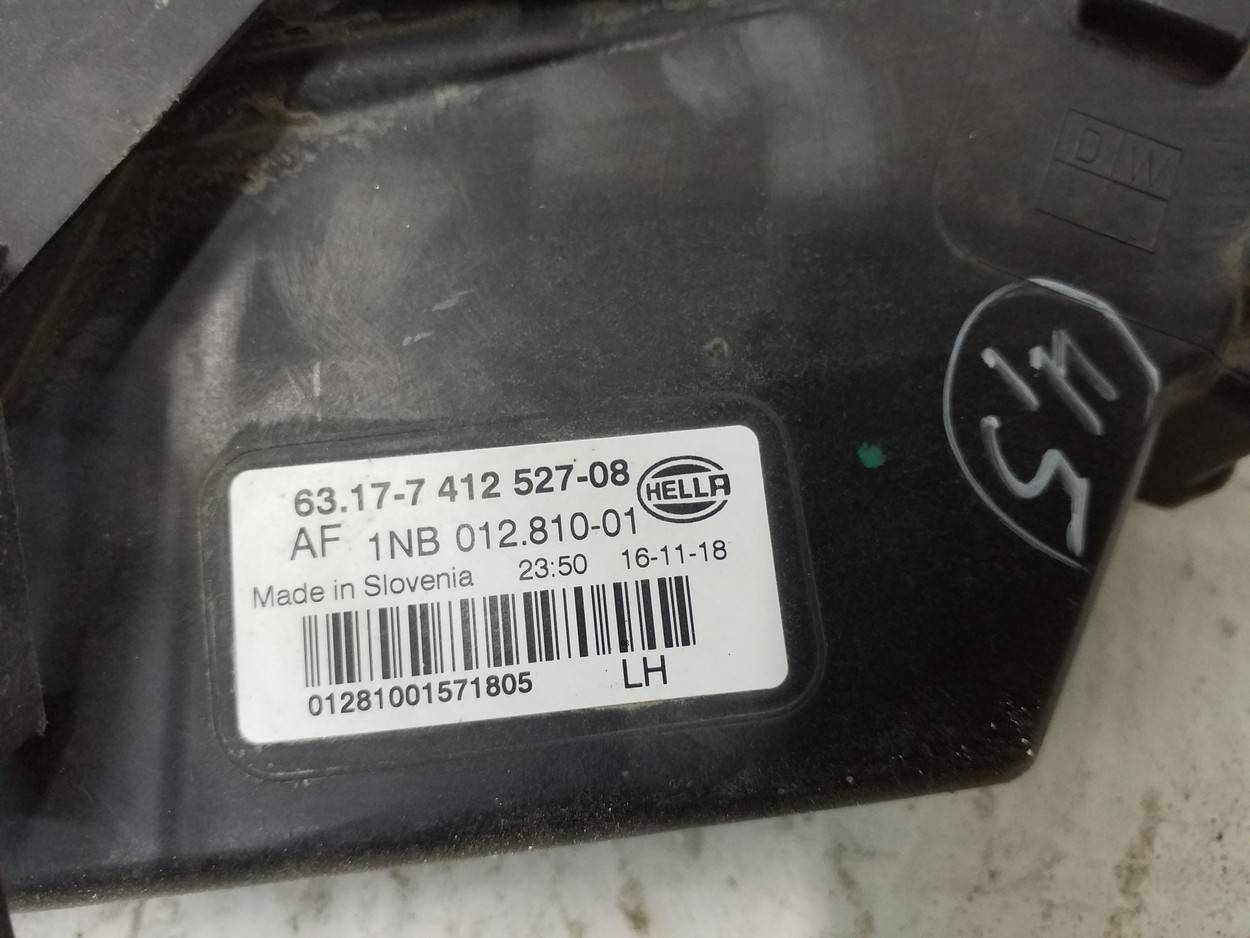 D W
63.17-7 412 527-08
HELLA
AF 1NB 012.810-01
Made in Slovenia 23:50 16-11-18
01281001571805
LH